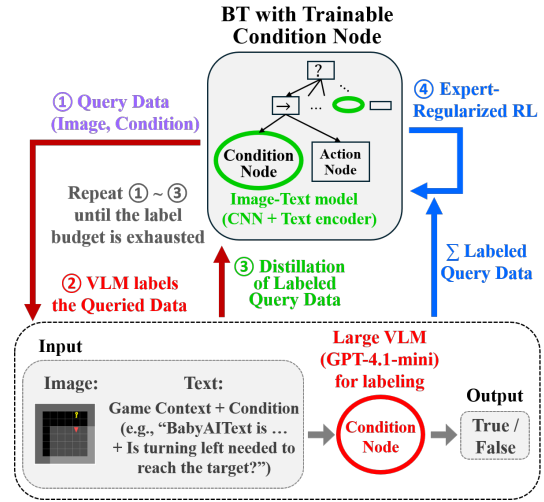 BT with Trainable
Condition Node
?
→
...
...
Condition
Node
Action
Node
Image-Text model
(CNN + Text encoder)
① Query Data
(Image, Condition)
④ Expert-
Regularized RL
Repeat ① ~ ③
until the label
budget is exhausted
② VLM labels
the Queried Data
③ Distillation
of Labeled
Query Data
∑ Labeled
Query Data
Input
Image:
Text:
Game Context + Condition
(e.g., “BabyAIText is …
+ Is turning left needed to
reach the target?”)
Large VLM
(GPT-4.1-mini)
for labeling
Condition
Node
Output
True /
False